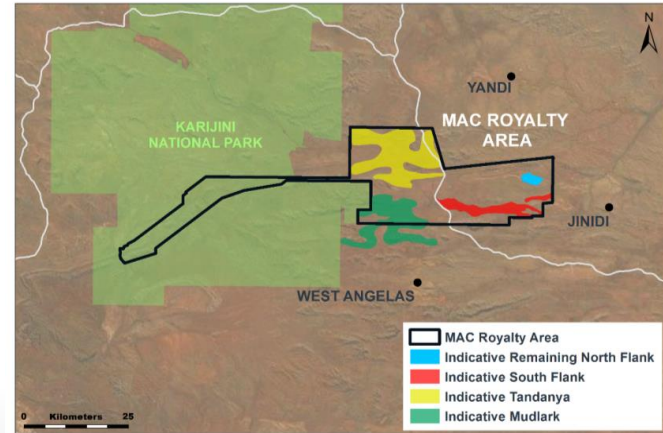 N
YANDI
MAC ROYALTY
AREA
KARIJINI
NATIONAL PARK
JINIDI
WEST ANGELAS
MAC Royalty Area
Indicative Remaining North Flank
Indicative South Flank
Indicative Tandanya
Indicative Mudlark
0 Kilometers 25